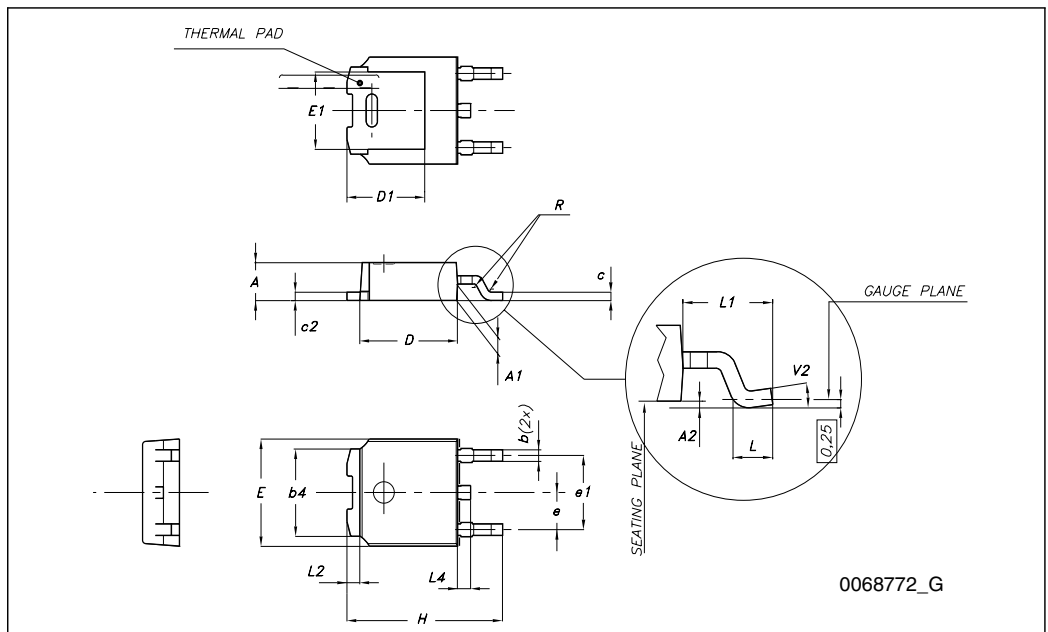 THERMAL PAD
E1
D1
R
A
c2
D
A1
c
L1
GAUGE PLANE
V2
A2
L
0,25
SEATING PLANE
b(2x)
E
b4
e1
e
L2
L4
H
0068772_G